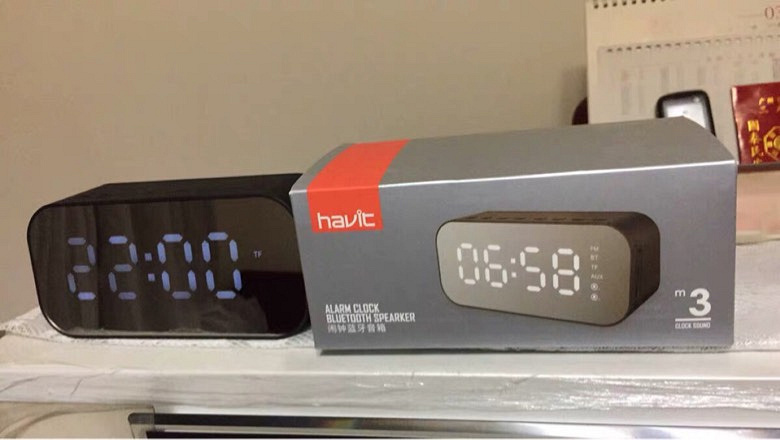 22:00
TF
havit
06:58
FM
BT
TF
AUX
ALARM CLOCK
BLUETOOTH SPEARKER
闹钟蓝牙音箱
m3
CLOCK SOUND